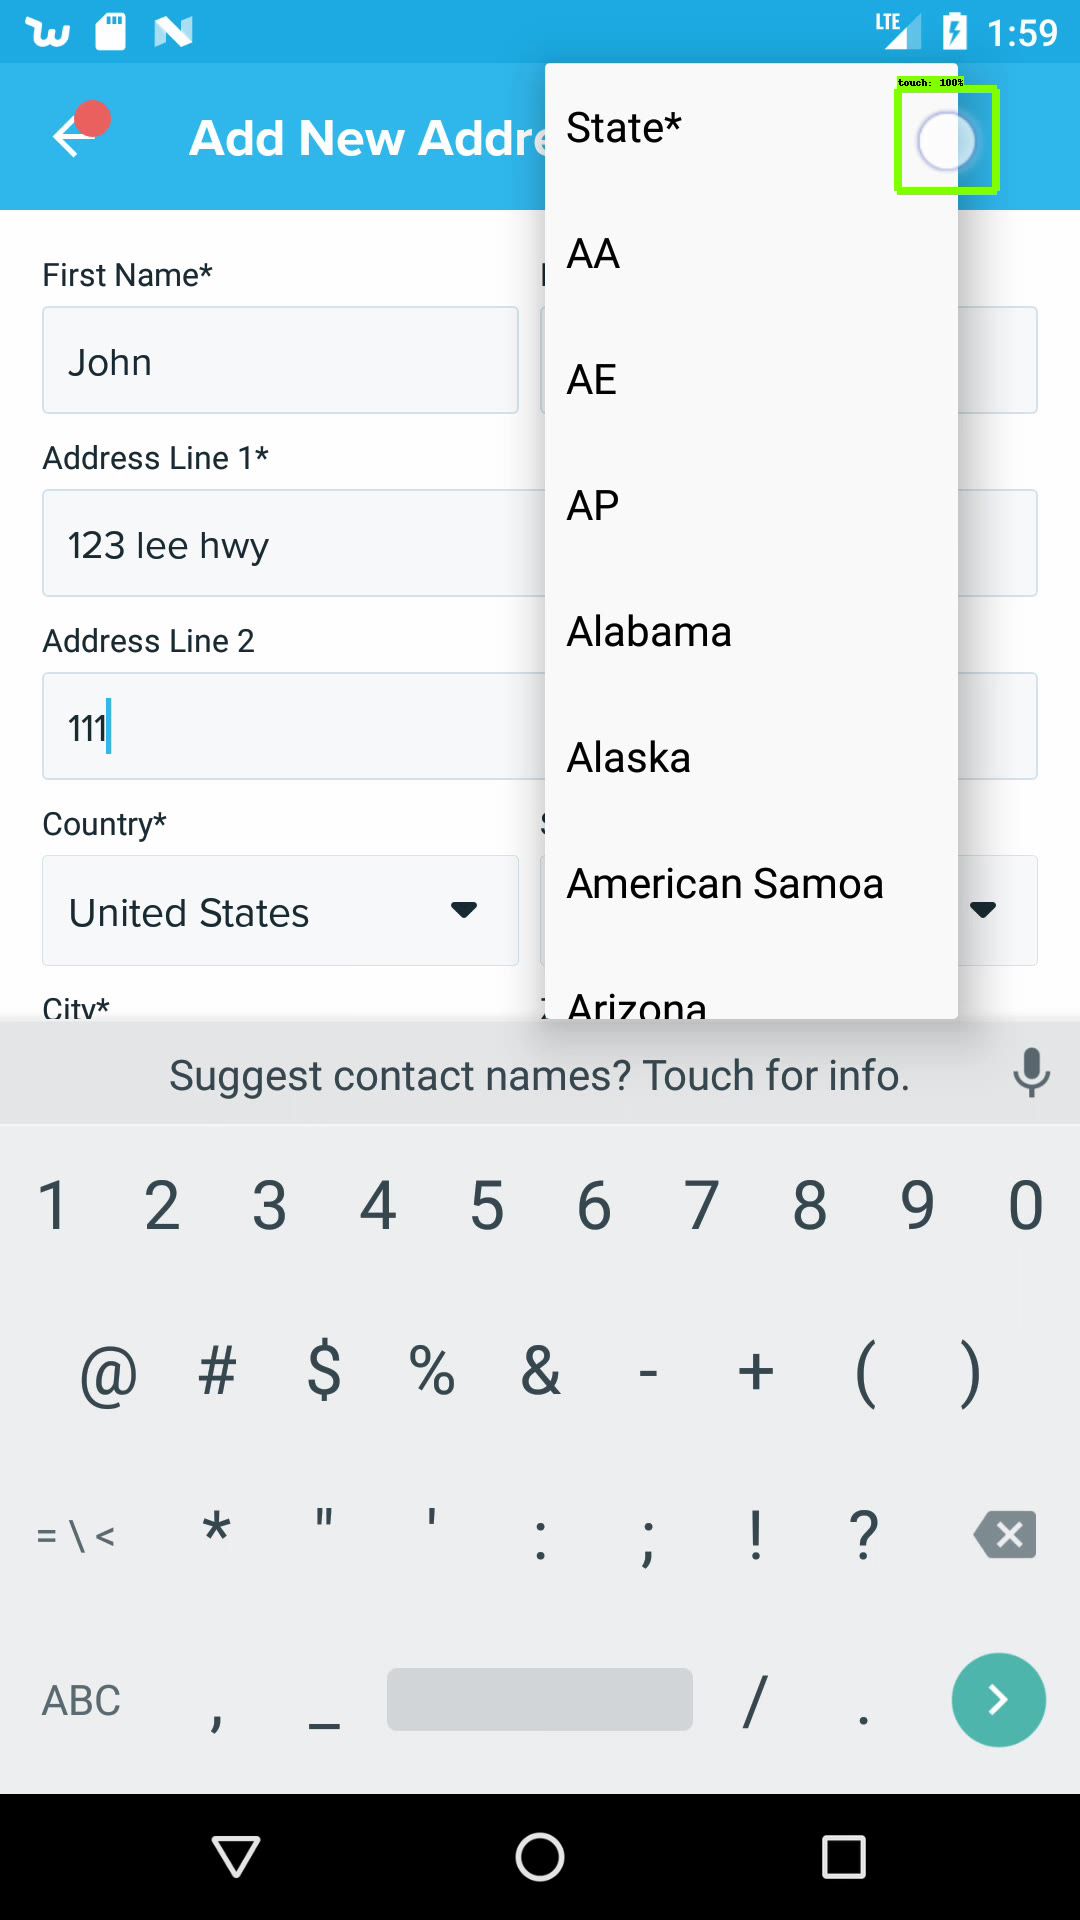 LTE 1:59
touch: 100%
Add New Addre
State*
AA
AE
AP
Alabama
Alaska
American Samoa
Arizona
First Name*
John
Address Line 1*
123 lee hwy
Address Line 2
111
Country*
United States
City*
Suggest contact names? Touch for info.
1 2 3 4 5 6 7 8 9 0
@ # $ % & - + ( )
= \ < * " ' : ; ! ?
ABC , _ / .